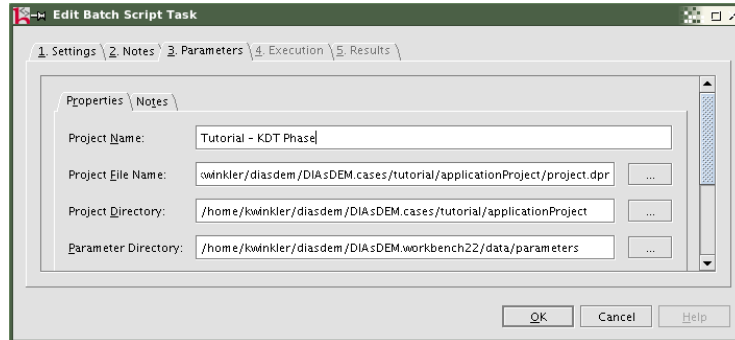 Edit Batch Script Task
1. Settings 2. Notes 3. Parameters 4. Execution 5. Results
Properties Notes
Project Name: Tutorial - KDT Phase
Project File Name: winkler/diasdem/DIAsDEM.cases/tutorial/applicationProject/project.dpr ...
Project Directory: /home/kwinkler/diasdem/DIAsDEM.cases/tutorial/applicationProject ...
Parameter Directory: /home/kwinkler/diasdem/DIAsDEM.workbench22/data/parameters ...
OK Cancel Help